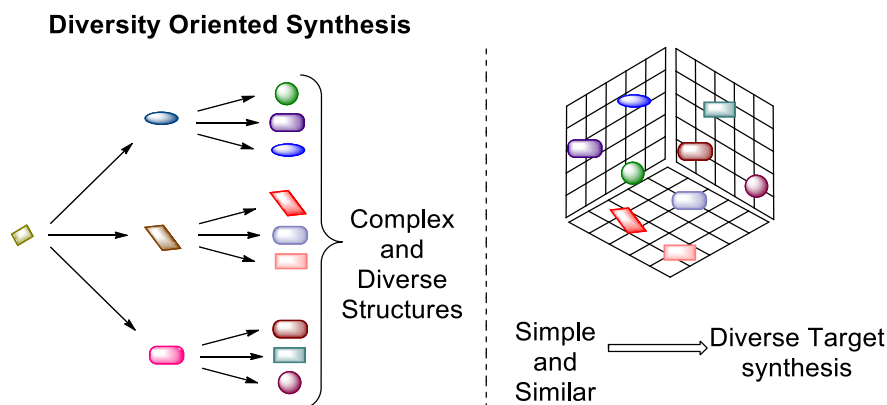 Diversity Oriented Synthesis
Complex
and
Diverse
Structures
Simple
and
Similar
Diverse Target
synthesis